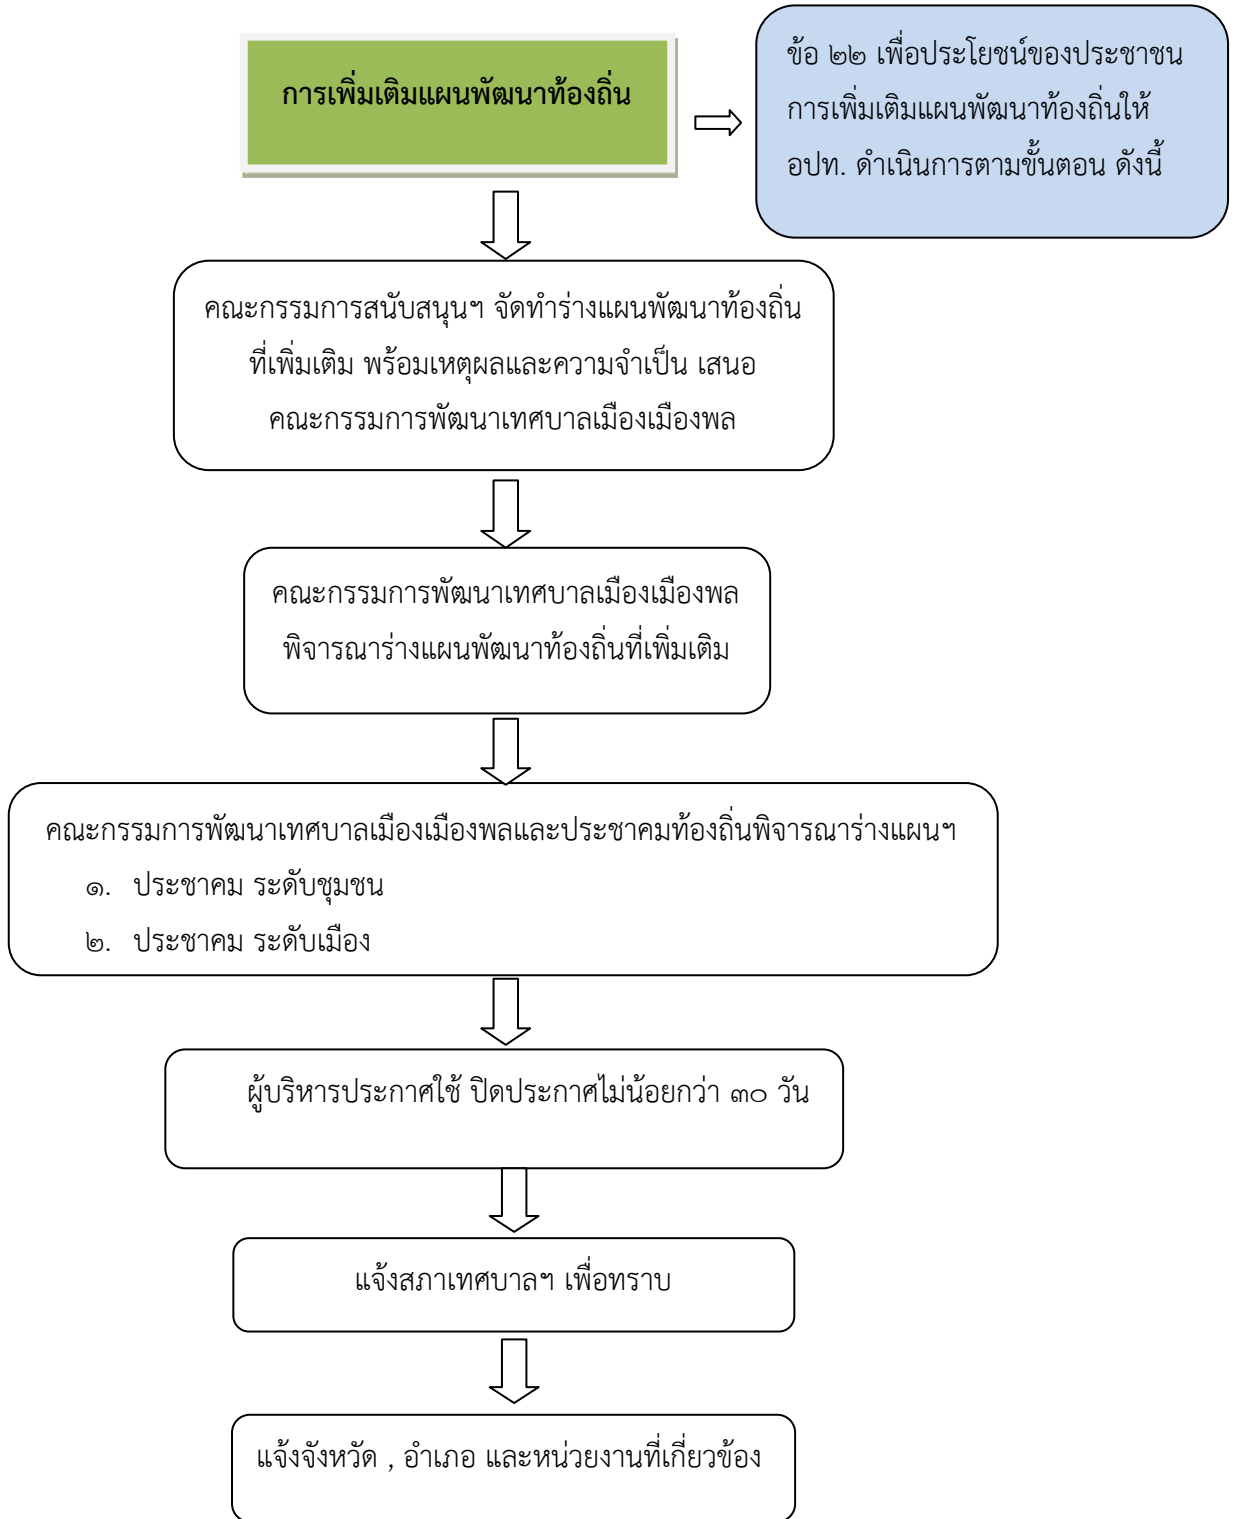 การเพิ่มเติมแผนพัฒนาท้องถิ่น
ข้อ ๒๒ เพื่อประโยชน์ของประชาชน
การเพิ่มเติมแผนพัฒนาท้องถิ่นให้
อปท. ดำเนินการตามขั้นตอน ดังนี้
คณะกรรมการสนับสนุนฯ จัดทำร่างแผนพัฒนาท้องถิ่น
ที่เพิ่มเติม พร้อมเหตุผลและความจำเป็น เสนอ
คณะกรรมการพัฒนาเทศบาลเมืองเมืองพล
คณะกรรมการพัฒนาเทศบาลเมืองเมืองพล
พิจารณาร่างแผนพัฒนาท้องถิ่นที่เพิ่มเติม
คณะกรรมการพัฒนาเทศบาลเมืองเมืองพลและประชาคมท้องถิ่นพิจารณาร่างแผนฯ
๑. ประชาคม ระดับชุมชน
๒. ประชาคม ระดับเมือง
ผู้บริหารประกาศใช้ ปิดประกาศไม่น้อยกว่า ๓๐ วัน
แจ้งสภาเทศบาลฯ เพื่อทราบ
แจ้งจังหวัด , อำเภอ และหน่วยงานที่เกี่ยวข้อง